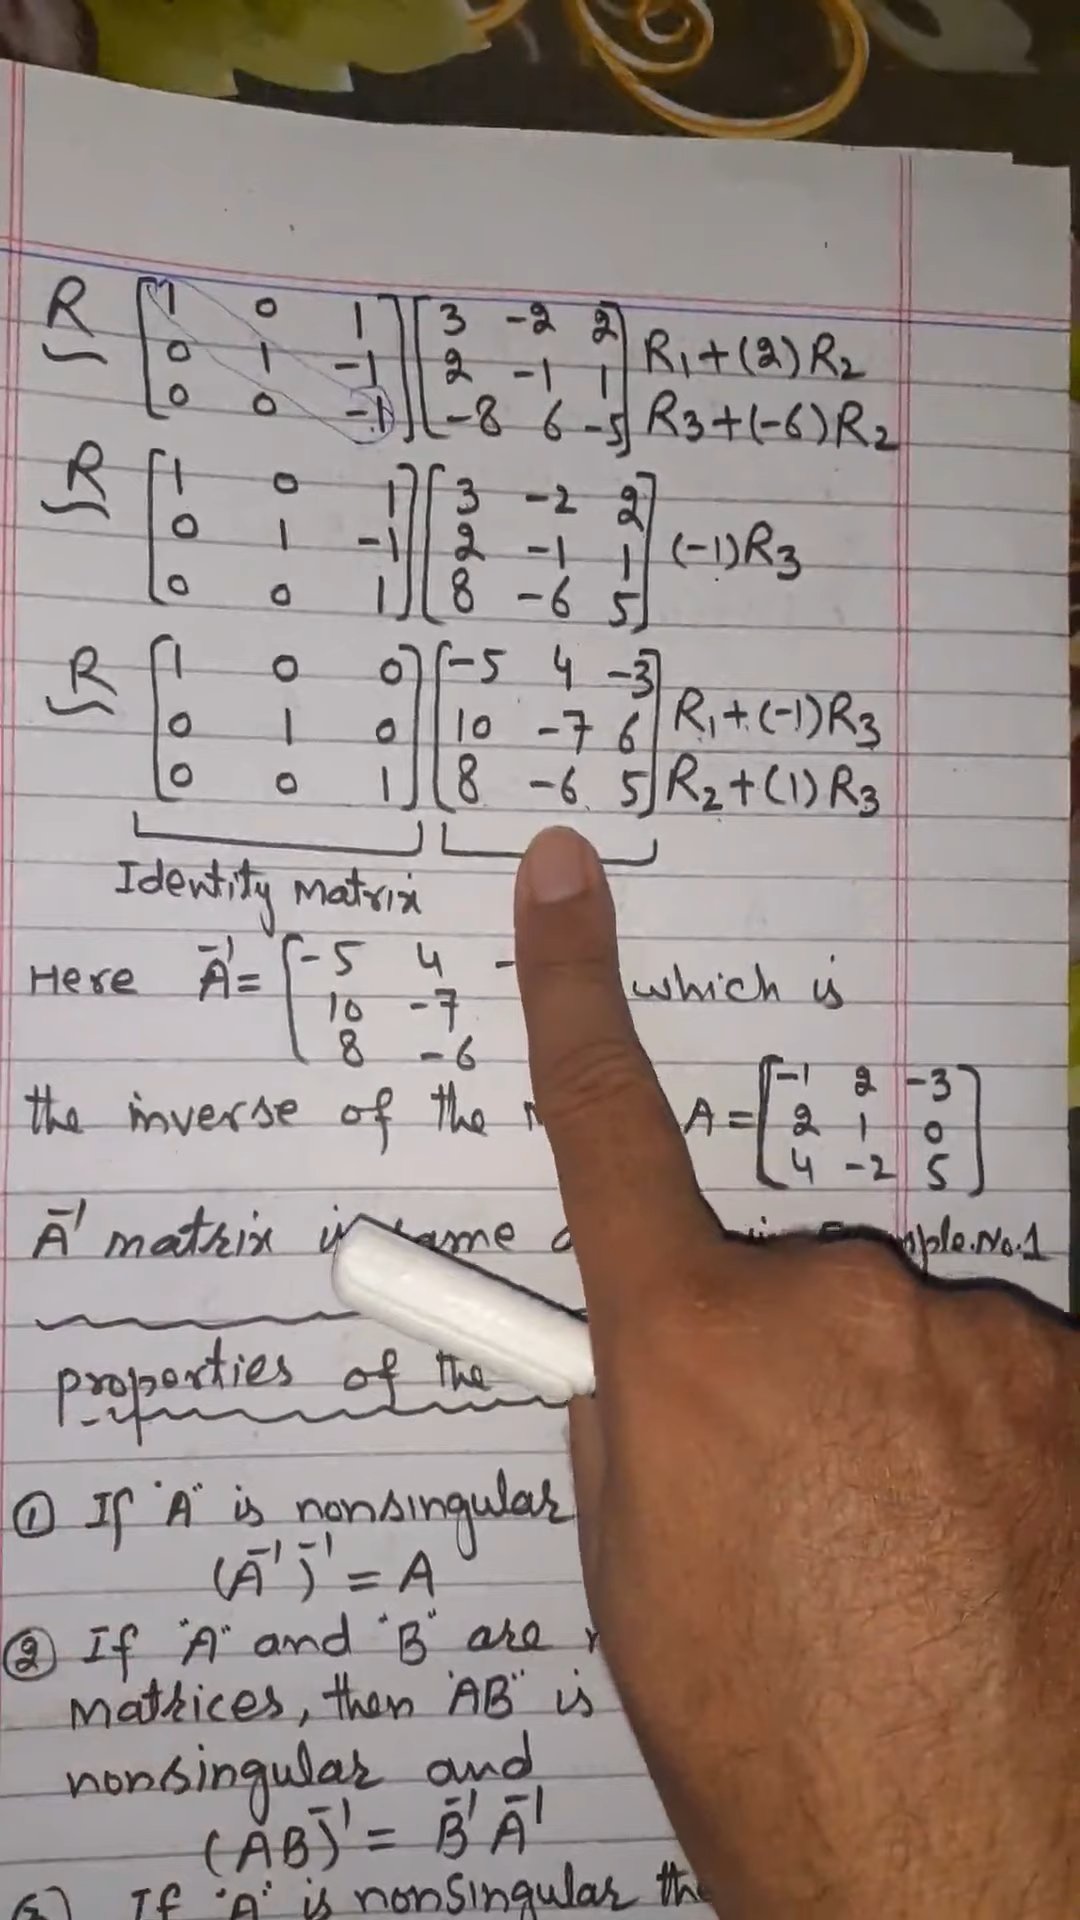 R [1 0 1] [3 -2 2] R1+(2)R2
[0 1 -1] [2 -1 1]
[0 0 -1] [-8 6 -5] R3+(-6)R2
R [1 0 1] [3 -2 2]
[0 1 -1] [2 -1 1] (-1)R3
[0 0 1] [8 -6 5]
R [1 0 0] [-5 4 -3]
[0 1 0] [10 -7 6] R1+(-1)R3
[0 0 1] [8 -6 5] R2+(1)R3
Identity Matrix
Here A⁻¹= [-5 4 - which is
10 -7
8 -6
the inverse of the A= [-1 2 -3]
[2 1 0]
[4 -2 5]
A⁻¹ matrix is same No.1
properties of the
① If "A" is nonsingular
(A⁻¹)⁻¹ = A
② If "A" and "B" are
matrices, then "AB" is
nonsingular and
(AB)⁻¹ = B⁻¹ A⁻¹
If "A" is nonsingular